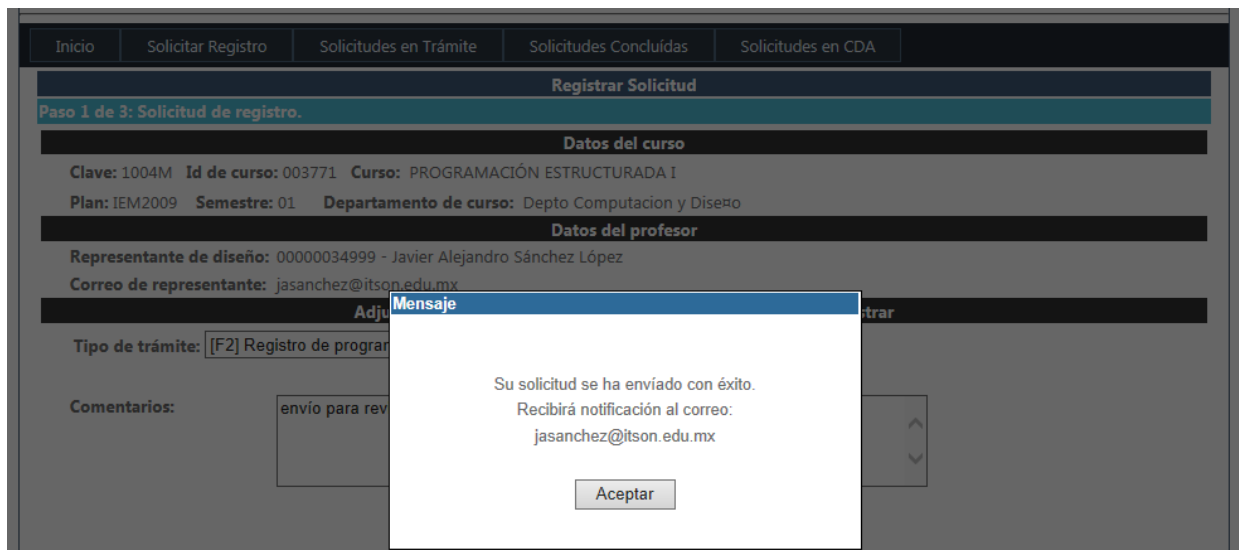 Inicio Solicitar Registro Solicitudes en Trámite Solicitudes Concluídas Solicitudes en CDA
Registrar Solicitud
Paso 1 de 3: Solicitud de registro.
Datos del curso
Clave: 1004M Id de curso: 003771 Curso: PROGRAMACIÓN ESTRUCTURADA I
Plan: IEM2009 Semestre: 01 Departamento de curso: Depto Computacion y Dise¤o
Datos del profesor
Representante de diseño: 00000034999 - Javier Alejandro Sánchez López
Correo de representante: jasanchez@itson.edu.mx
Mensaje
Tipo de trámite: [F2] Registro de
Su solicitud se ha envíado con éxito.
Comentarios: envío para
Recibirá notificación al correo:
jasanchez@itson.edu.mx
Aceptar